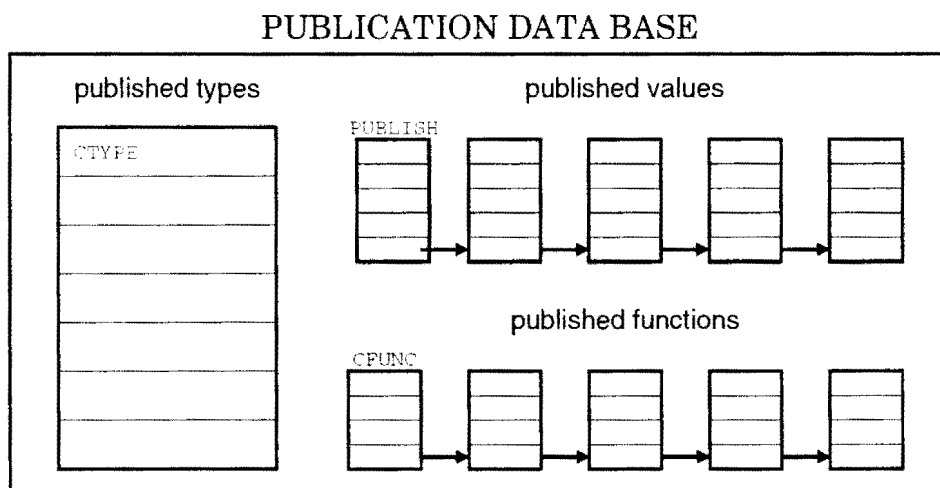 PUBLICATION DATA BASE
published types
published values
PUBLISH
CTYPE
published functions
CFUNC